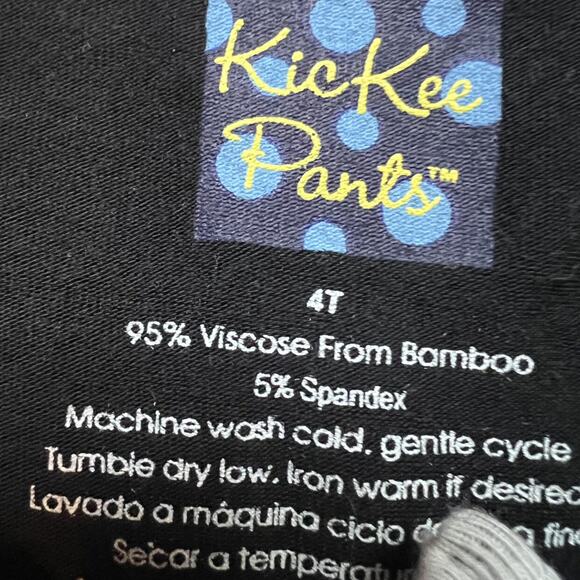 KicKee
Pants™
4T
95% Viscose From Bamboo
5% Spandex
Machine wash cold, gentle cycle
Tumble dry low. Iron warm if desired
Lavado a máquina ciclo
Secar a